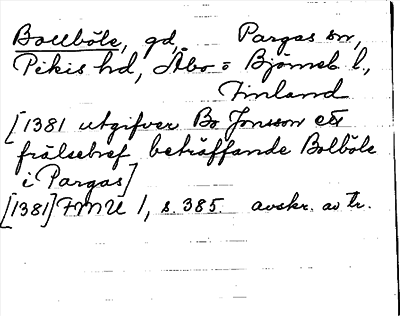 Bollböle, gd, Pargas sn,
Pikis hd, Åbo o Björneb l,
Finland
[1381 utgifver Bo Jonsson ett
frälsebref beträffande Bolböle
i Pargas]
[1381] FMU 1, s. 385. avskr. av tr.